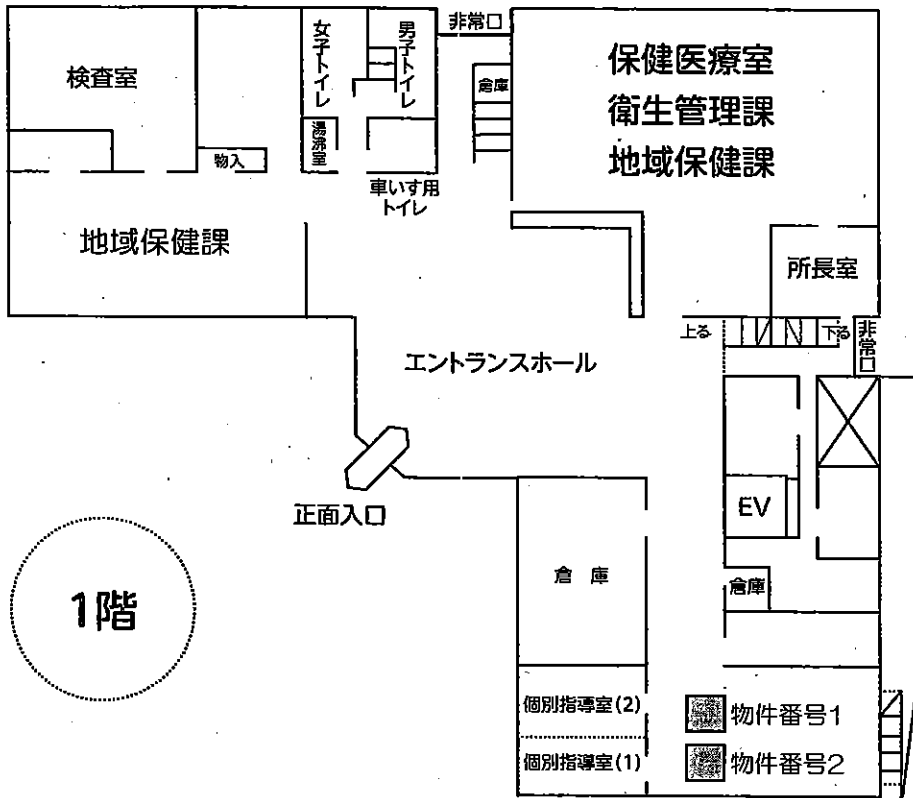 非常口
女子トイレ
男子トイレ
検査室
倉庫
保健医療室
衛生管理課
地域保健課
湯沸室
物入
車いす用
トイレ
地域保健課
所長室
上る
下る
非常口
エントランスホール
正面入口
EV
倉庫
倉庫
1階
個別指導室(2)
物件番号1
個別指導室(1)
物件番号2